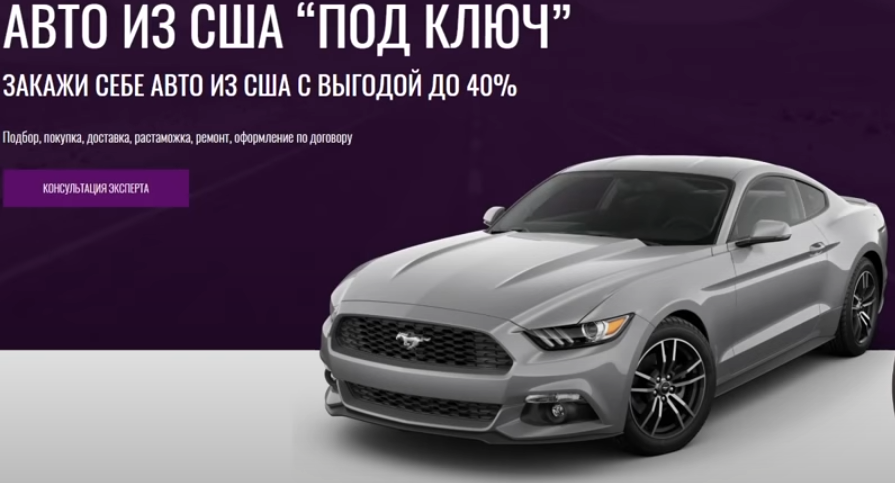 АВТО ИЗ США “ПОД КЛЮЧ”
ЗАКАЖИ СЕБЕ АВТО ИЗ США С ВЫГОДОЙ ДО 40%
Подбор, покупка, доставка, растаможка, ремонт, оформление по договору
КОНСУЛЬТАЦИЯ ЭКСПЕРТА